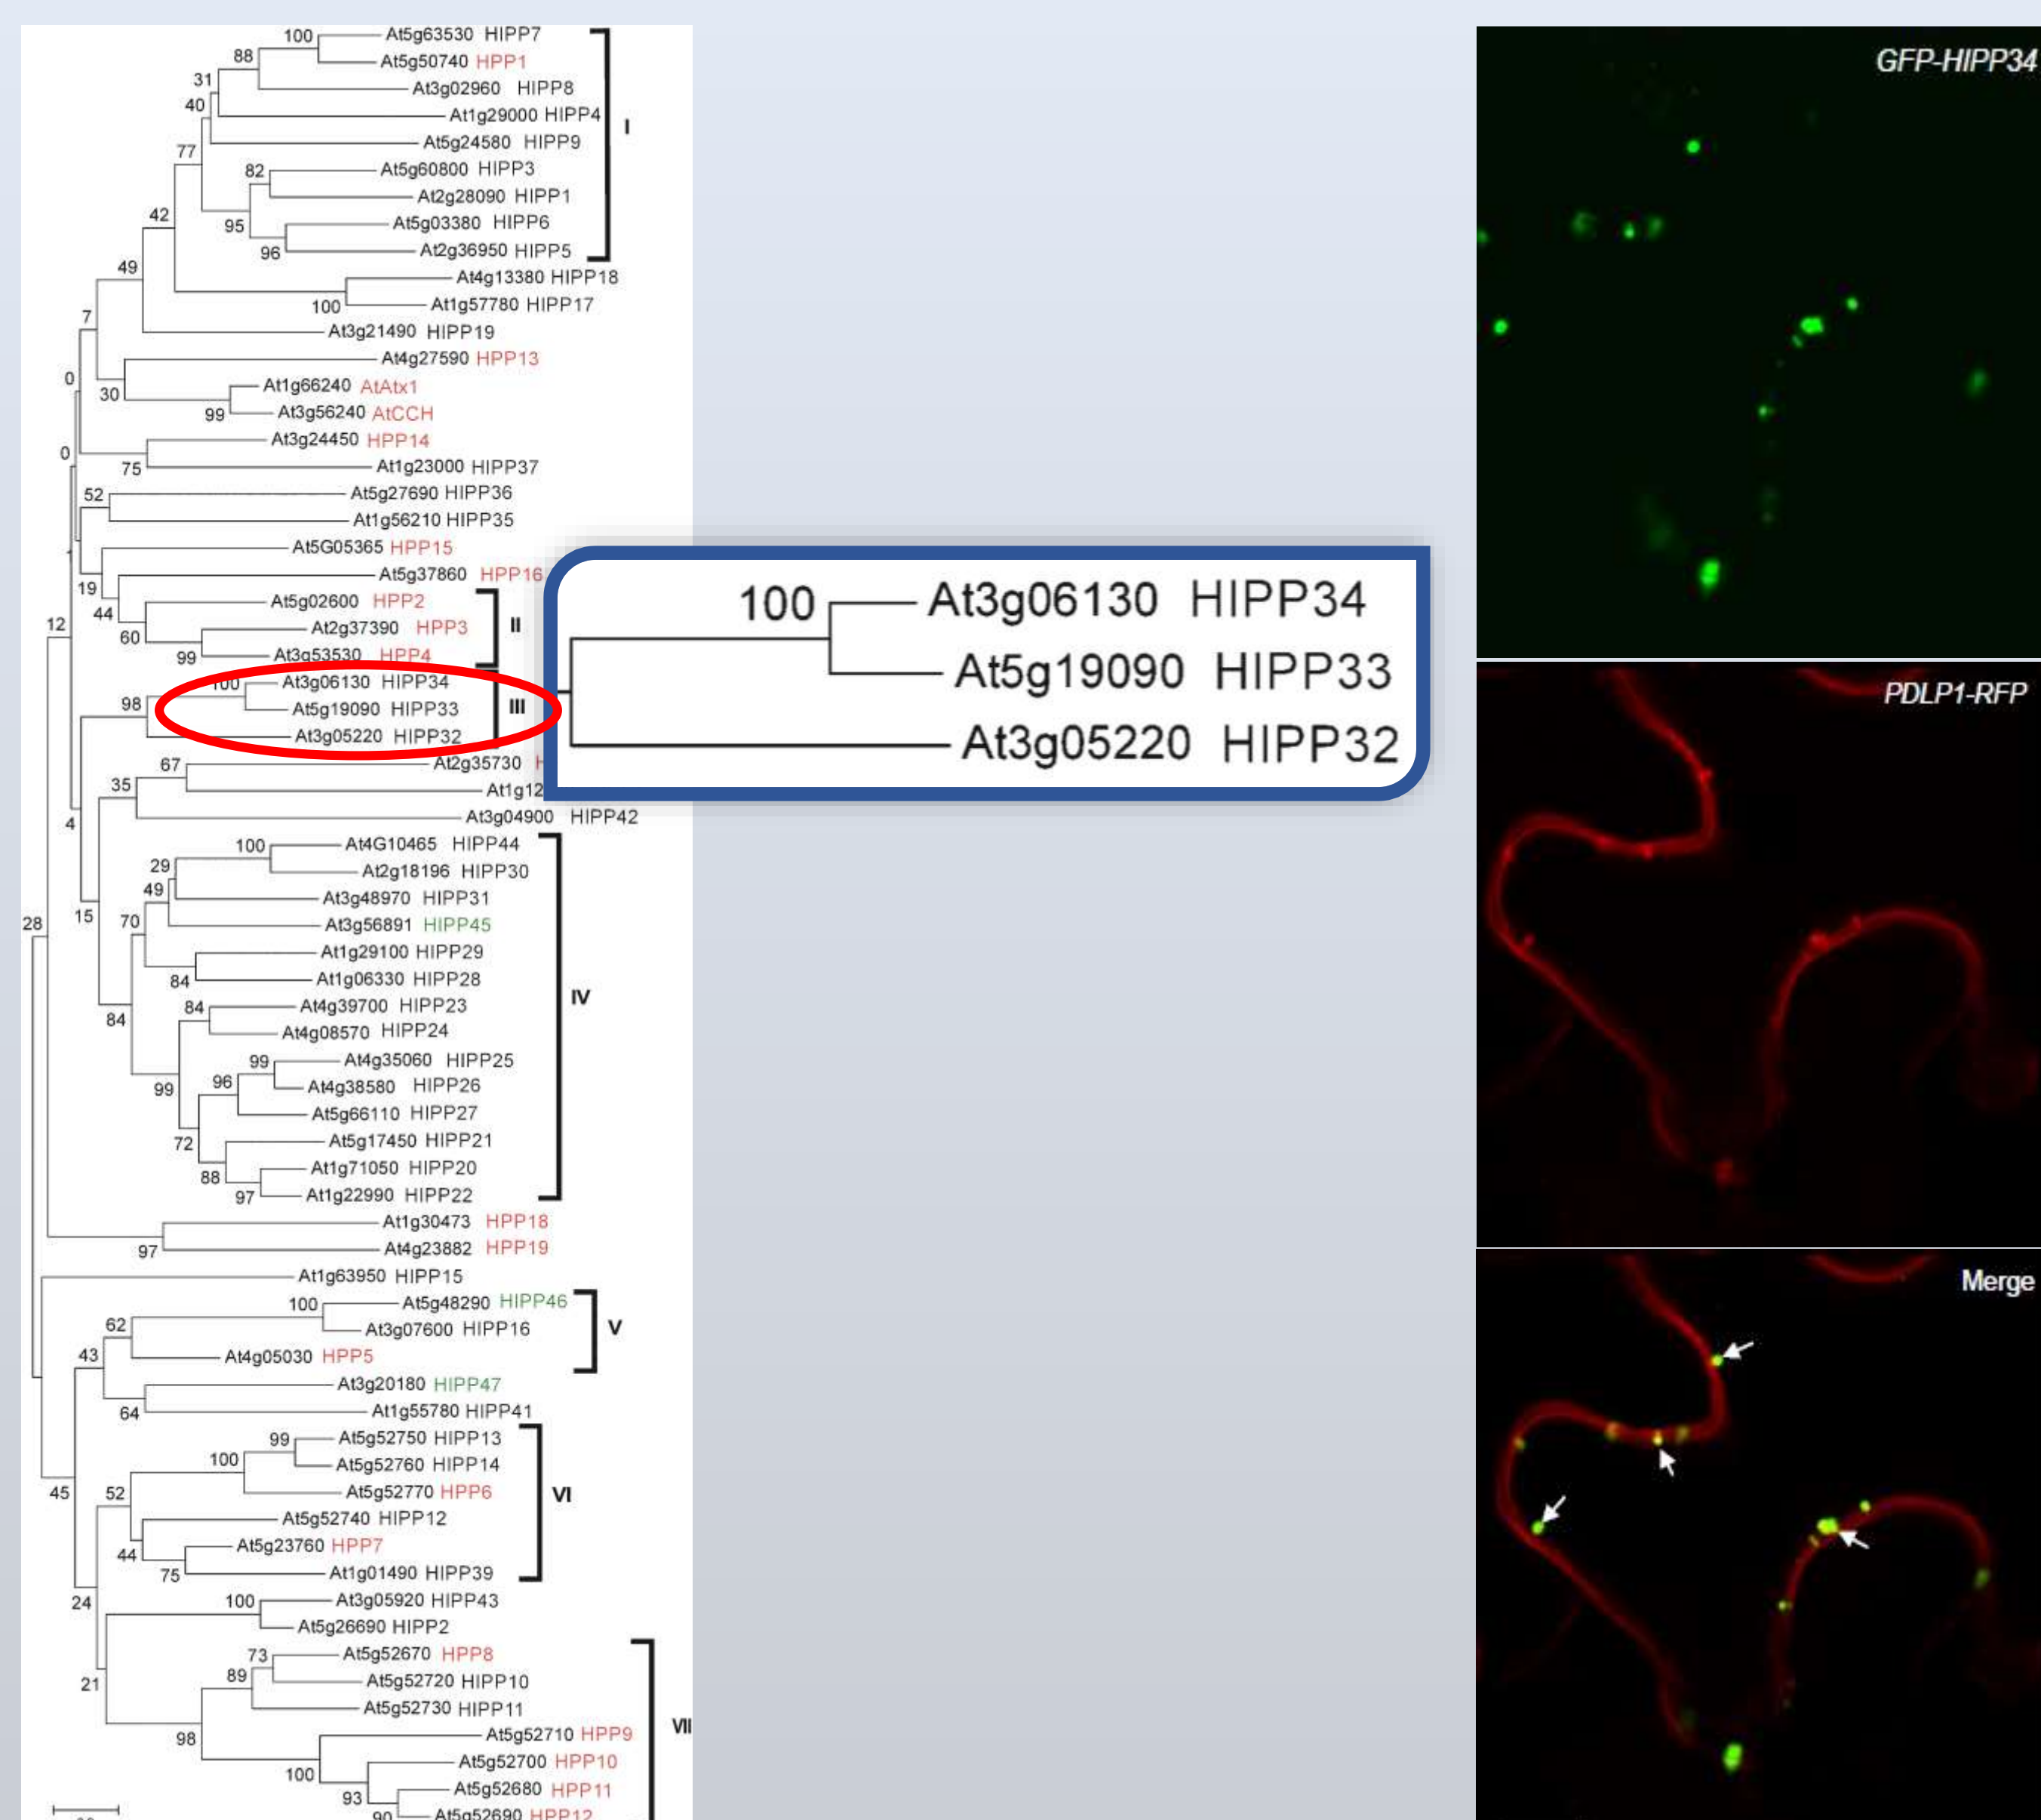 100
At5g63530 HIPP7
88
At5g50740 HPP1
31
At3g02960 HIPP8
40
At1g29000 HIPP4
I
At5g24580 HIPP9
77
82
At5g60800 HIPP3
At2g28090 HIPP1
42
95
At5g03380 HIPP6
96
At2g36950 HIPP5
49
At4g13380 HIPP18
100
At1g57780 HIPP17
7
At3g21490 HIPP19
At4g27590 HPP13
0
30
At1g66240 AtAtx1
99
At3g56240 AtCCH
At3g24450 HPP14
0
75
At1g23000 HIPP37
52
At5g27690 HIPP36
At1g56210 HIPP35
At5G05365 HPP15
19
At5g37860 HPP16
44
At5g02600 HPP2
12
60
At2g37390 HPP3
II
99
At3g53530 HPP4
100
At3g06130 HIPP34
98
At5g19090 HIPP33
III
At3g05220 HIPP32
67
At2g35730
35
At1g12
4
At3g04900 HIPP42
100
At4G10465 HIPP44
29
At2g18196 HIPP30
49
At3g48970 HIPP31
28
15
70
At3g56891 HIPP45
At1g29100 HIPP29
84
At1g06330 HIPP28
IV
84
At4g39700 HIPP23
84
At4g08570 HIPP24
99
At4g35060 HIPP25
99
96
At4g38580 HIPP26
At5g66110 HIPP27
72
At5g17450 HIPP21
88
At1g71050 HIPP20
97
At1g22990 HIPP22
At1g30473 HPP18
97
At4g23882 HPP19
At1g63950 HIPP15
100
At5g48290 HIPP46
62
At3g07600 HIPP16
V
43
At4g05030 HPP5
At3g20180 HIPP47
64
At1g55780 HIPP41
99
At5g52750 HIPP13
100
At5g52760 HIPP14
45
52
At5g52770 HPP6
VI
At5g52740 HIPP12
44
At5g23760 HPP7
75
At1g01490 HIPP39
24
100
At3g05920 HIPP43
At5g26690 HIPP2
73
At5g52670 HPP8
89
21
At5g52720 HIPP10
At5g52730 HIPP11
98
At5g52710 HPP9
VII
100
At5g52700 HPP10
93
At5g52680 HPP11
90
At5g52690 HPP12
100
At3g06130 HIPP34
At5g19090 HIPP33
At3g05220 HIPP32
GFP-HIPP34
PDLP1-RFP
Merge